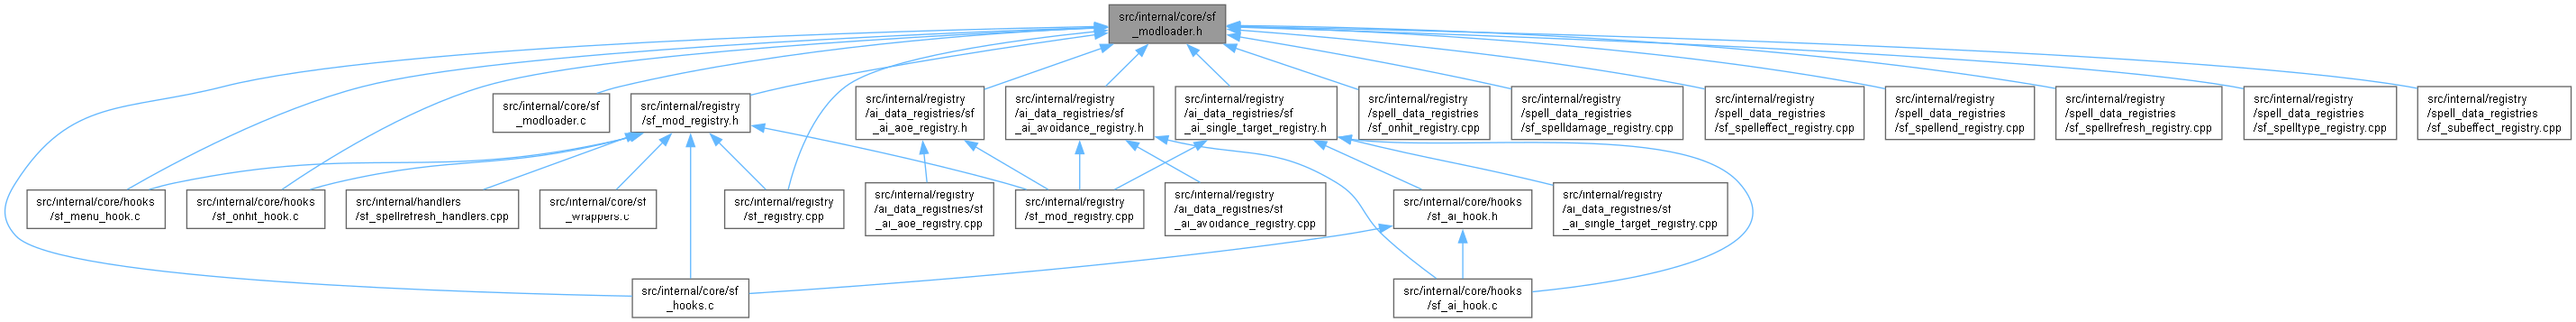 src/internal/core/sf
_modloader.h
src/internal/core/sf
_modloader.c
src/internal/registry
/sf_mod_registry.h
src/internal/registry
/ai_data_registries/sf
_ai_aoe_registry.h
src/internal/registry
/ai_data_registries/sf
_ai_avoidance_registry.h
src/internal/registry
/ai_data_registries/sf
_ai_single_target_registry.h
src/internal/registry
/spell_data_registries
/sf_onhit_registry.cpp
src/internal/registry
/spell_data_registries
/sf_spelldamage_registry.cpp
src/internal/registry
/spell_data_registries
/sf_spelleffect_registry.cpp
src/internal/registry
/spell_data_registries
/sf_spellend_registry.cpp
src/internal/registry
/spell_data_registries
/sf_spellrefresh_registry.cpp
src/internal/registry
/spell_data_registries
/sf_spelltype_registry.cpp
src/internal/registry
/spell_data_registries
/sf_subeffect_registry.cpp
src/internal/core/hooks
/sf_menu_hook.c
src/internal/core/hooks
/sf_onhit_hook.c
src/internal/handlers
/sf_spellrefresh_handlers.cpp
src/internal/core/sf
_wrappers.c
src/internal/registry
/sf_registry.cpp
src/internal/registry
/ai_data_registries/sf
_ai_aoe_registry.cpp
src/internal/registry
/sf_mod_registry.cpp
src/internal/registry
/ai_data_registries/sf
_ai_avoidance_registry.cpp
src/internal/core/hooks
/sf_ai_hook.h
src/internal/registry
/ai_data_registries/sf
_ai_single_target_registry.cpp
src/internal/core/sf
_hooks.c
src/internal/core/hooks
/sf_ai_hook.c